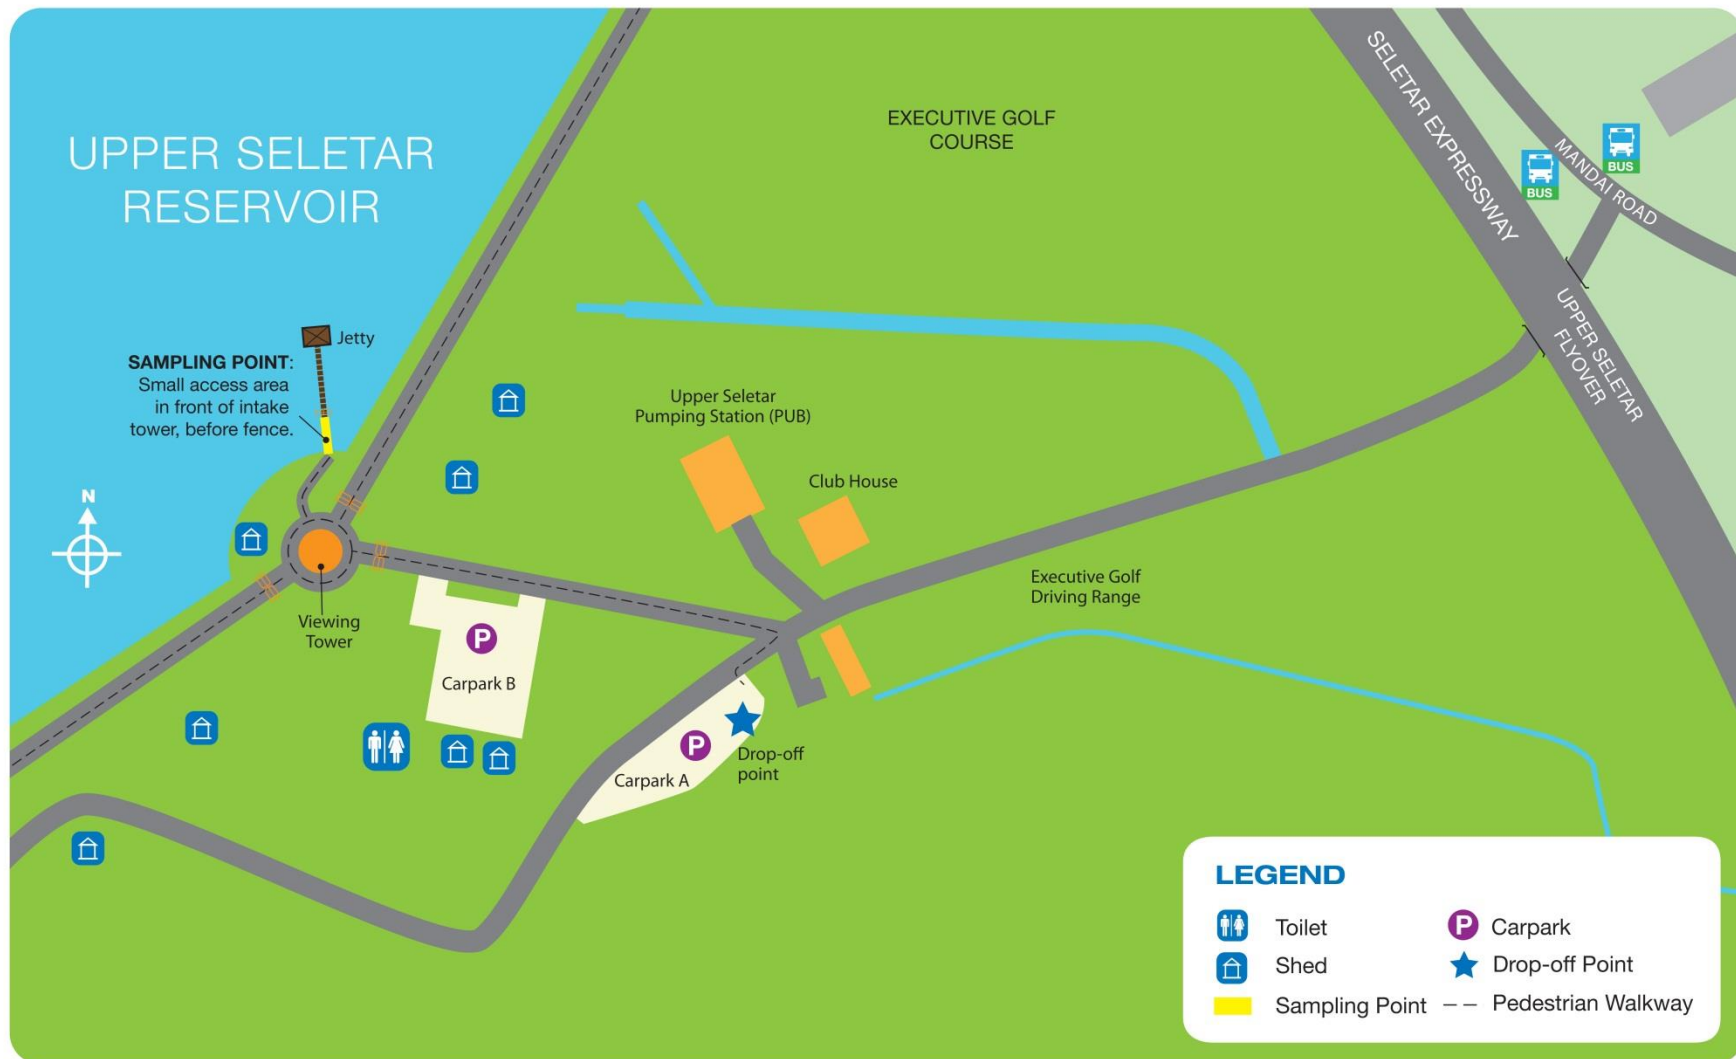 UPPER SELETAR
RESERVOIR
EXECUTIVE GOLF
COURSE
SELETAR EXPRESSWAY
MANDAI ROAD
BUS
BUS
UPPER SELETAR
FLYOVER
Jetty
SAMPLING POINT:
Small access area
in front of intake
tower, before fence.
N
Upper Seletar
Pumping Station (PUB)
Club House
Executive Golf
Driving Range
Viewing
Tower
P
Carpark B
P
Carpark A
Drop-off
point
LEGEND
Toilet
Shed
Sampling Point
P Carpark
Drop-off Point
Pedestrian Walkway